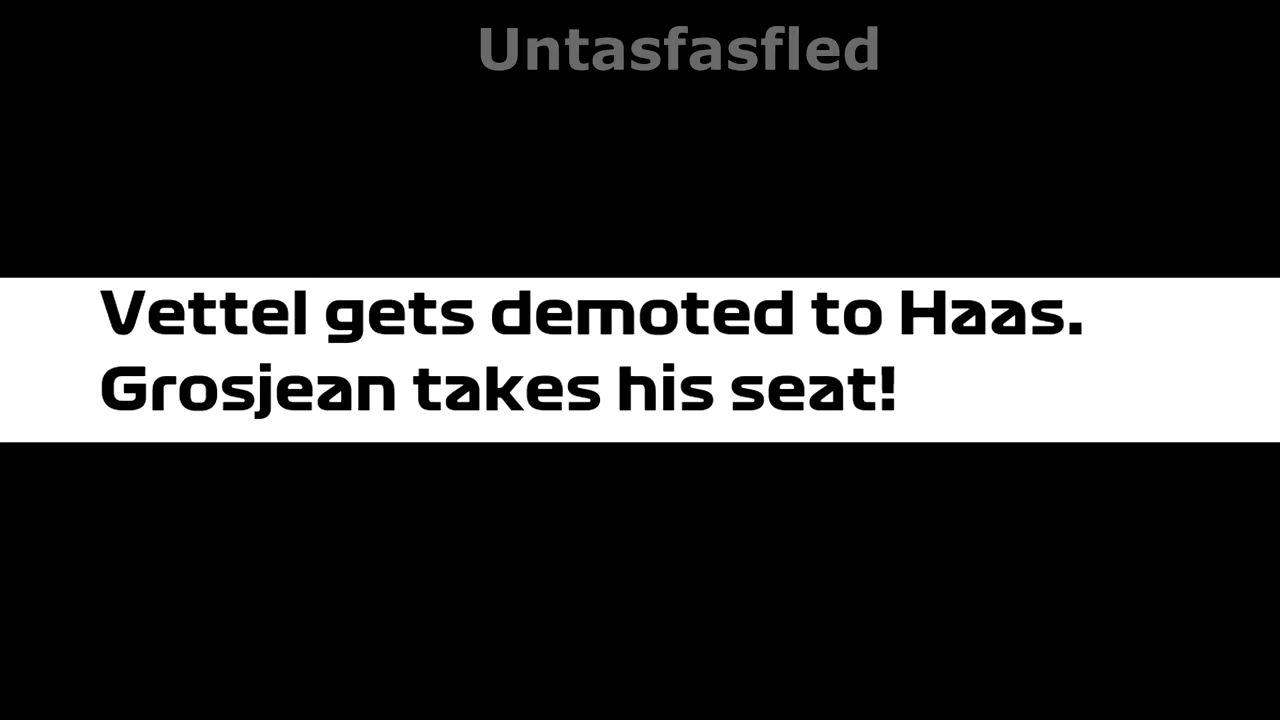 Untasfasfled
Vettel gets demoted to Haas.
Grosjean takes his seat!